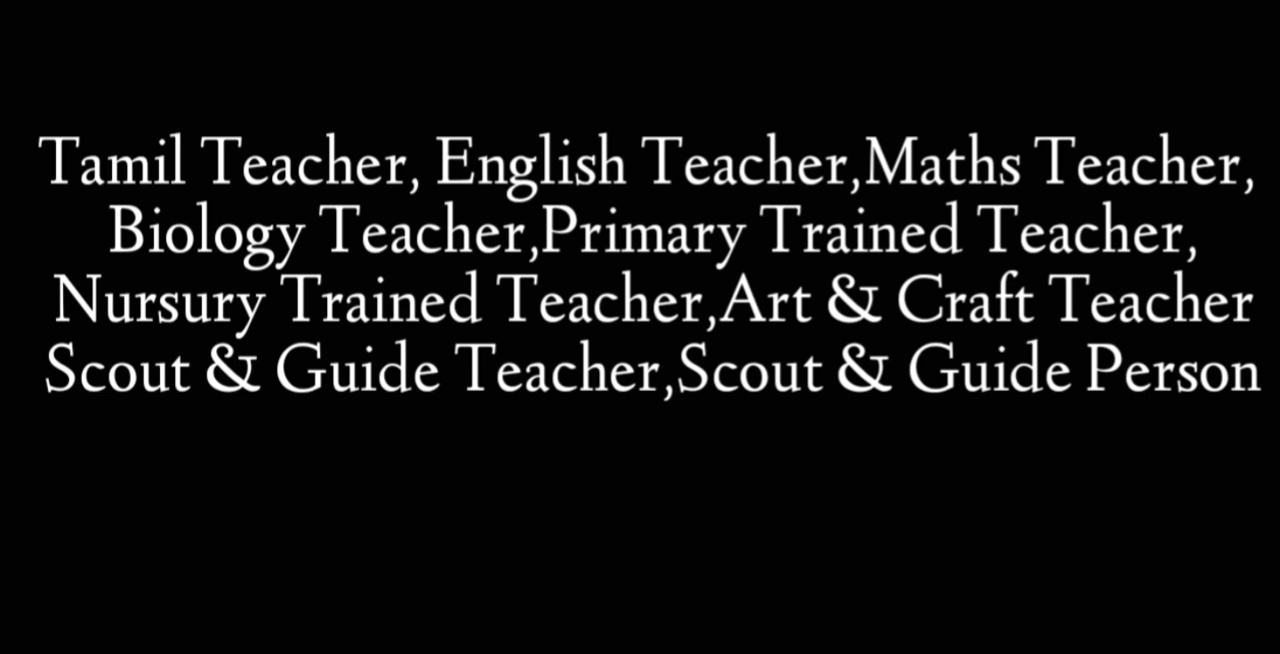 Tamil Teacher, English Teacher,Maths Teacher,
Biology Teacher,Primary Trained Teacher,
Nursury Trained Teacher,Art & Craft Teacher
Scout & Guide Teacher,Scout & Guide Person